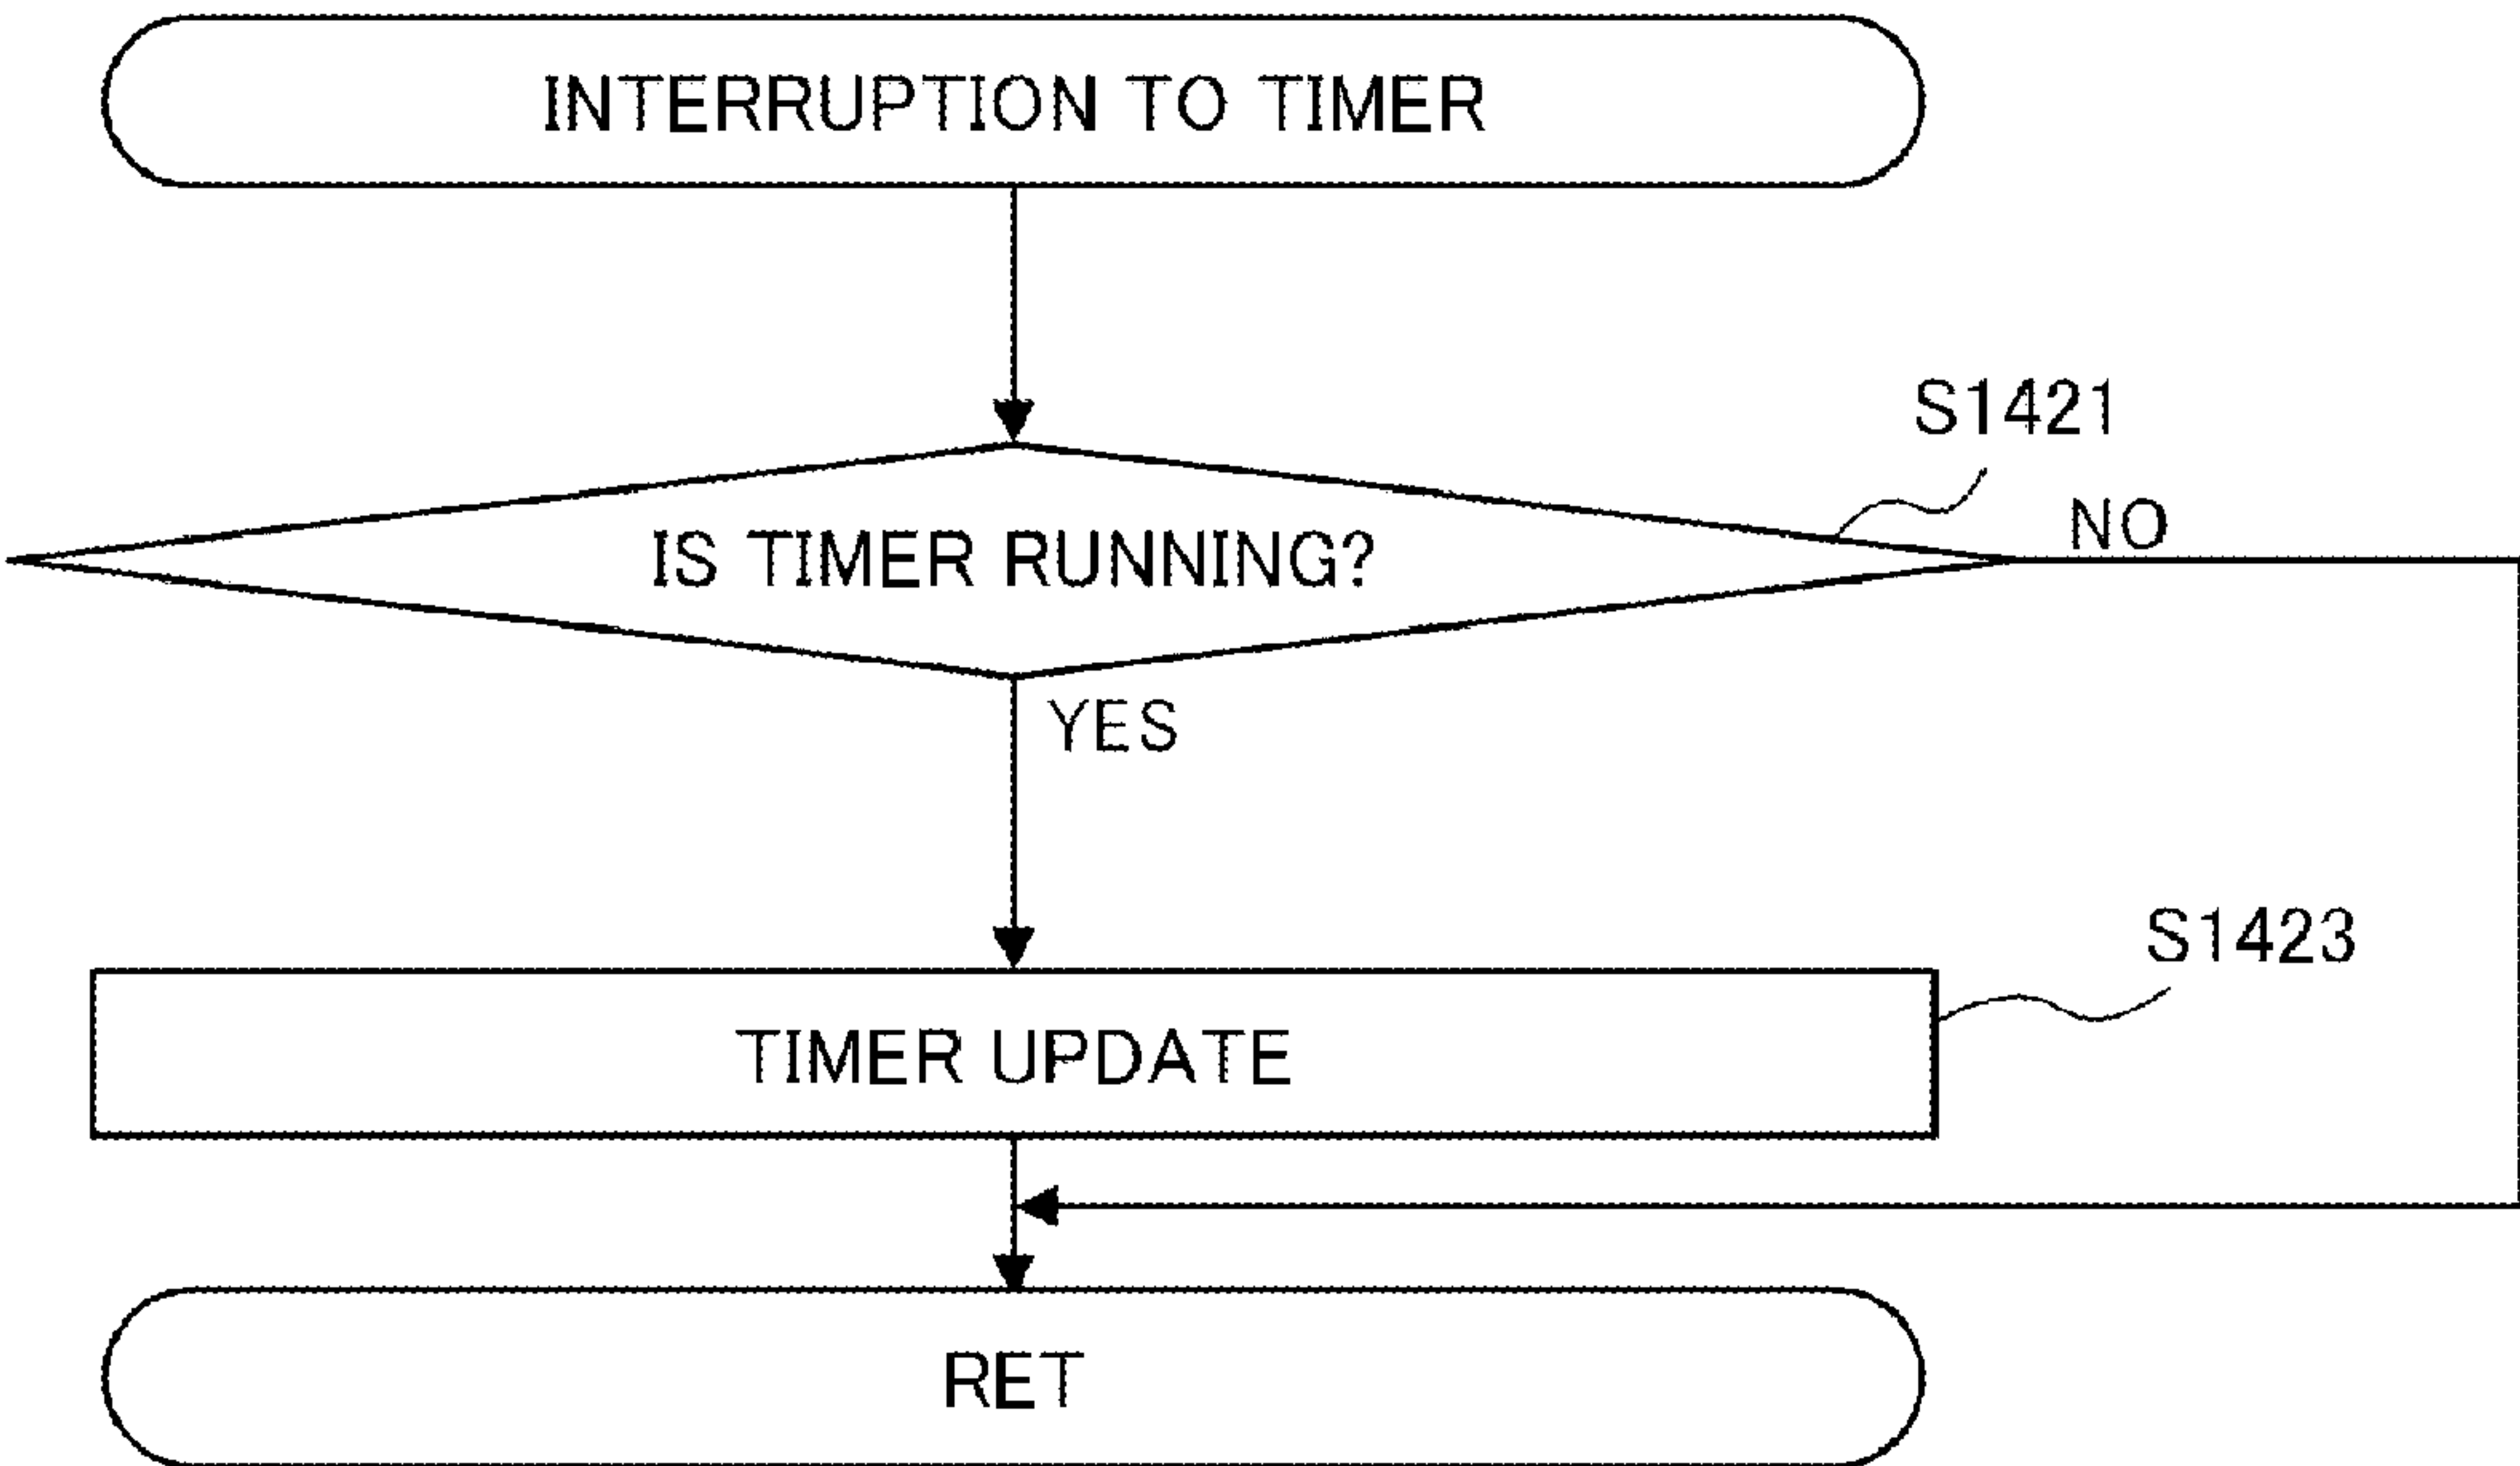 INTERRUPTION TO TIMER
S1421
IS TIMER RUNNING?
NO
YES
S1423
TIMER UPDATE
RET